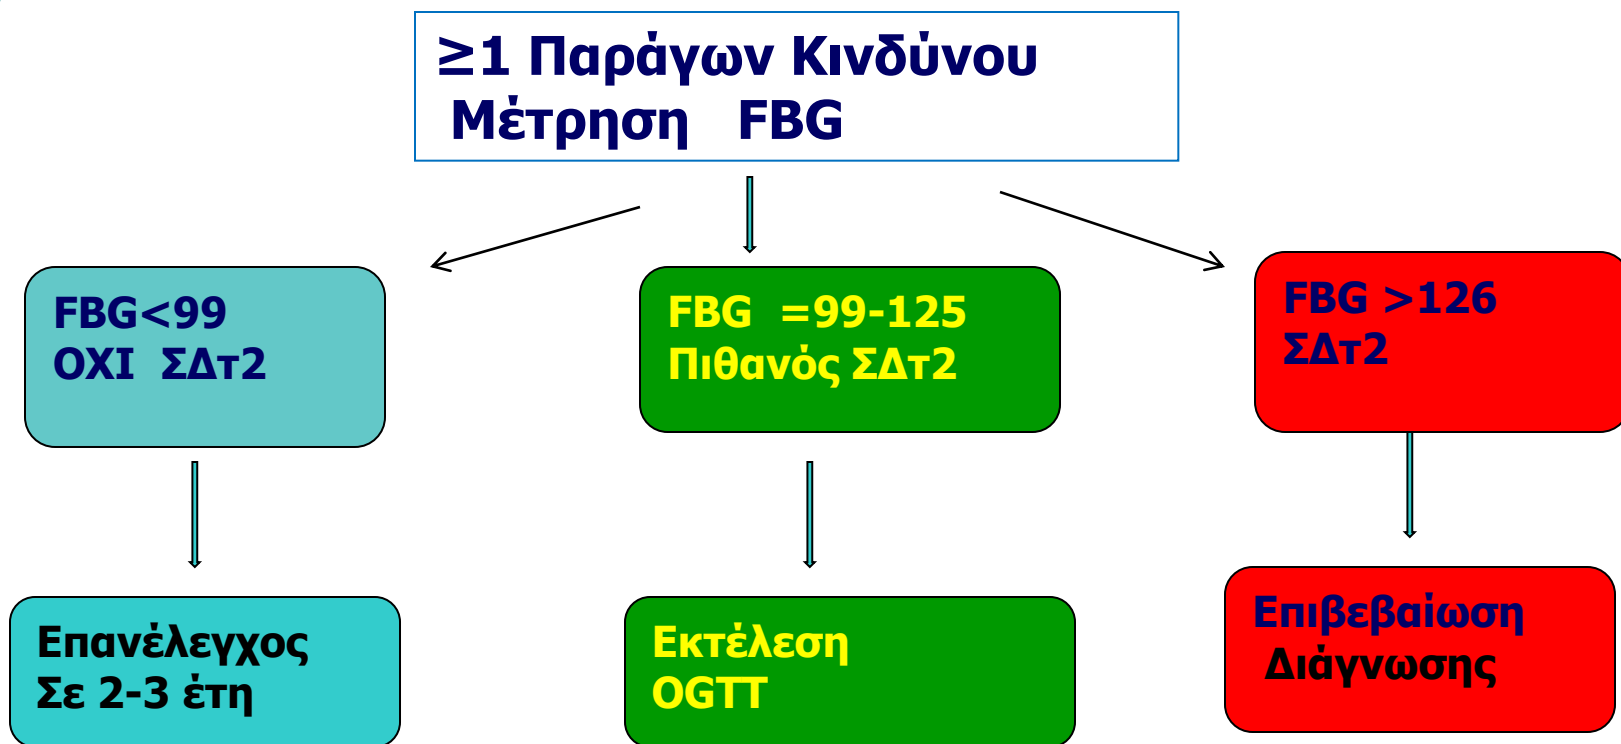 ≥1 Παράγων Κινδύνου
Μέτρηση FBG
FBG<99
ΟΧΙ ΣΔτ2
FBG =99-125
Πιθανός ΣΔτ2
FBG >126
ΣΔτ2
Επανέλεγχος
Σε 2-3 έτη
Εκτέλεση
OGTT
Επιβεβαίωση
Διάγνωσης